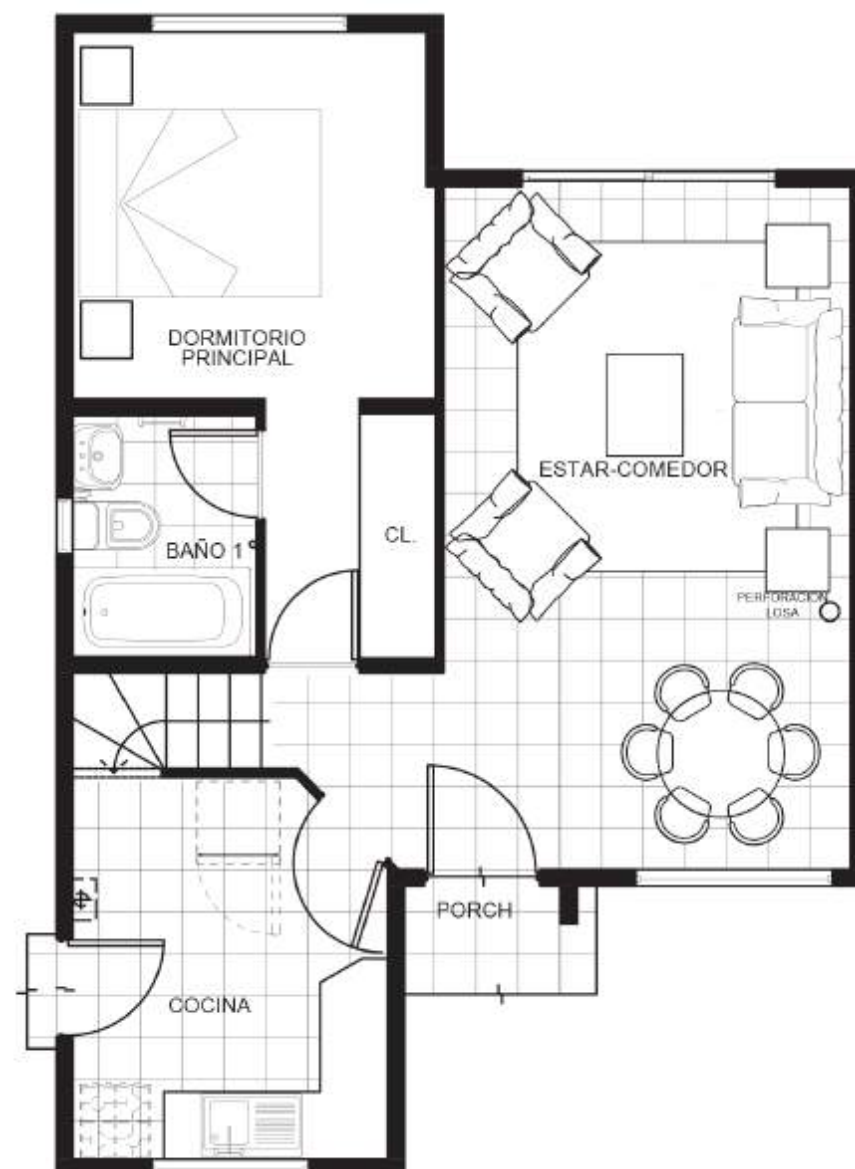 DORMITORIO
PRINCIPAL
ESTAR-COMEDOR
CL.
BAÑO 1
PERFORACION
LOSA
PORCH
COCINA